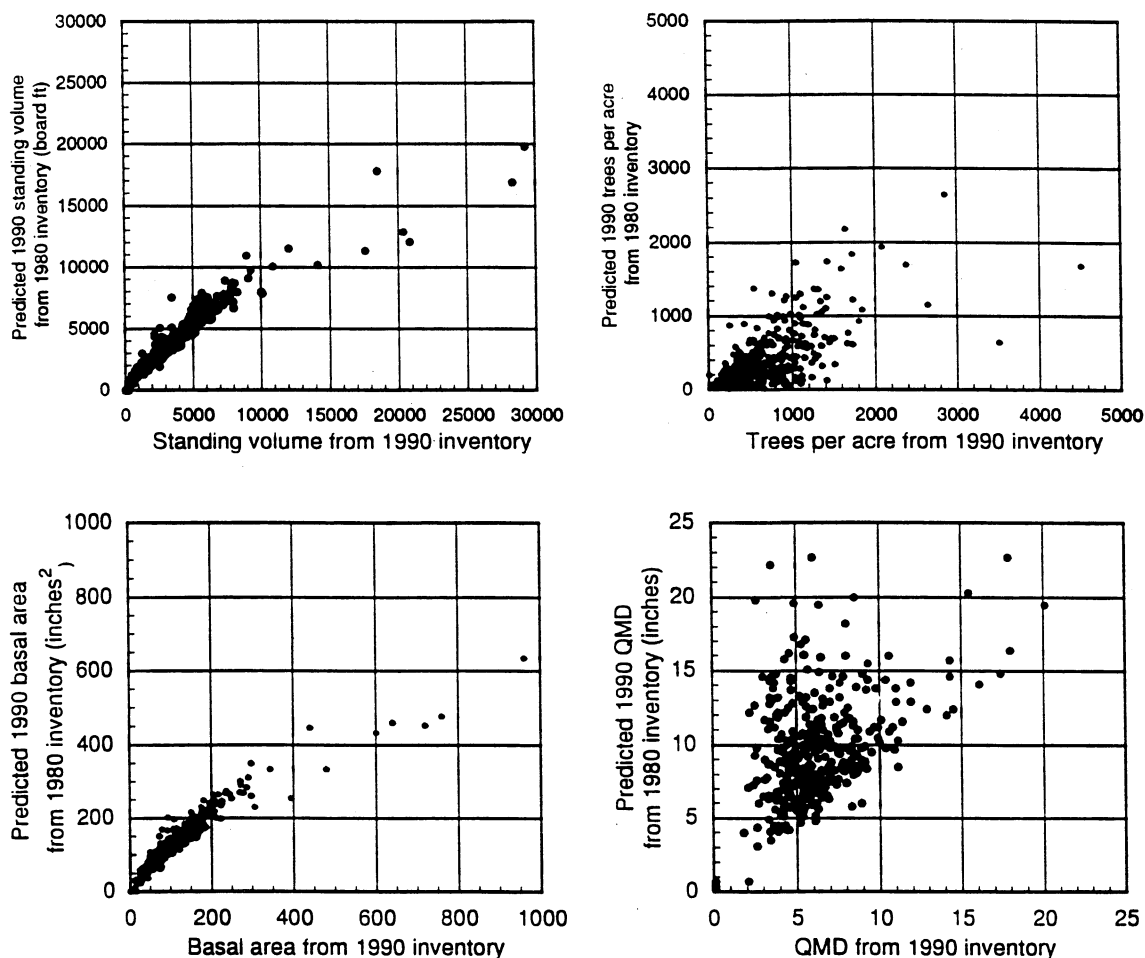 Predicted 1990 standing volume
from 1980 inventory (board ft)
30000
25000
20000
15000
10000
5000
0
0 5000 10000 15000 20000 25000 30000
Standing volume from 1990 inventory
Predicted 1990 trees per acre
from 1980 inventory
5000
4000
3000
2000
1000
0
0 1000 2000 3000 4000 5000
Trees per acre from 1990 inventory
Predicted 1990 basal area
from 1980 inventory (inches²)
1000
800
600
400
200
0
0 200 400 600 800 1000
Basal area from 1990 inventory
Predicted 1990 QMD
from 1980 inventory (inches)
25
20
15
10
5
0
0 5 10 15 20 25
QMD from 1990 inventory